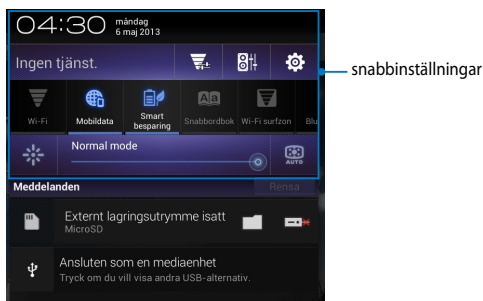 04:30 måndag
6 maj 2013
Ingen tjänst.
snabbinställningar
Wi-Fi Mobildata Smart besparing Snabbordbok Wi-Fi surfzon Blu
Normal mode
AUTO
Meddelanden Rensa
Externt lagringsutrymme isatt
MicroSD
Ansluten som en mediaenhet
Tryck om du vill visa andra USB-alternativ.